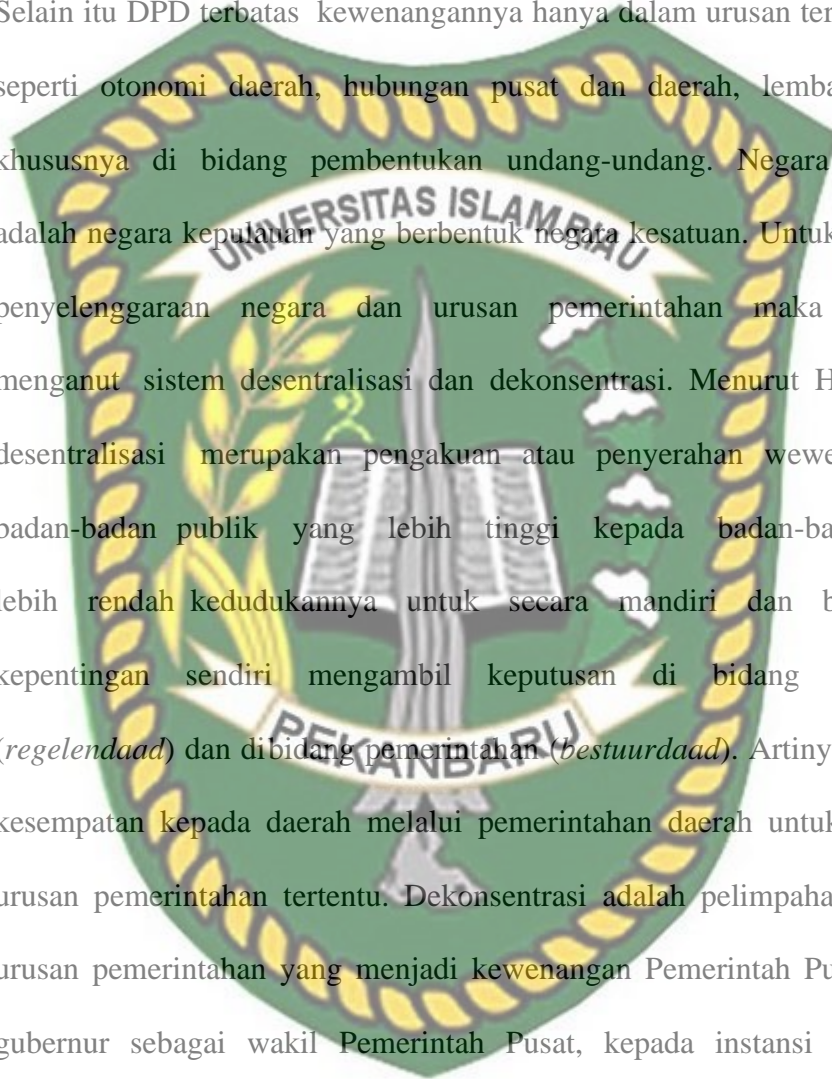 Selain itu DPD terbatas kewenangannya hanya dalam urusan ter
seperti otonomi daerah, hubungan pusat dan daerah, lemba
khususnya di bidang pembentukan undang-undang. Negara
UNIVERSITAS ISLAM RIAU
adalah negara kepulauan yang berbentuk negata kesatuan. Untuk
penyelenggaraan negara dan urusan pemerintahan maka
menganut sistem desentralisasi dan dekonsentrasi. Menurut H
desentralisasi merupakan pengakuan atau penyerahan wewe
badan-badan publik yang lebih tinggi kepada badan-ba
lebih rendah kedudukannya untuk secara mandiri dan b
kepentingan sendiri mengambil keputusan di bidang
(regelendaad) dan dibidang pemerintahan (bestuurdaad). Artiny
PEKANBARU
kesempatan kepada daerah melalui pemerintahan daerah untuk
urusan pemerintahan tertentu. Dekonsentrasi adalah pelimpaha
urusan pemerintahan yang menjadi kewenangan Pemerintah Pu
gubernur sebagai wakil Pemerintah Pusat, kepada instansi